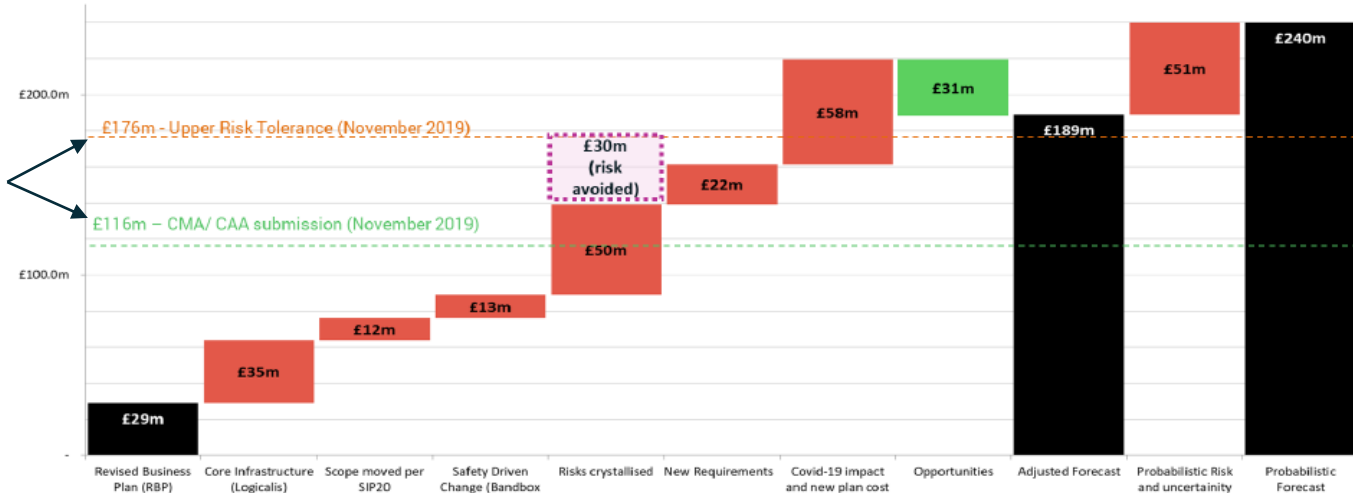 £240m
£51m
£31m
£200.0m
£58m
£189m
£176m - Upper Risk Tolerance (November 2019)
£30m
(risk
avoided)
£22m
£116m – CMA/ CAA submission (November 2019)
£50m
£100.0m
£13m
£12m
£35m
£29m
-
Revised Business
Plan (RBP)
Core Infrastructure
(Logicalis)
Scope moved per
SIP20
Safety Driven
Change (Bandbox
Risks crystallised
New Requirements
Covid-19 impact
and new plan cost
Opportunities
Adjusted Forecast
Probabilistic Risk
and uncertainty
Probabilistic
Forecast